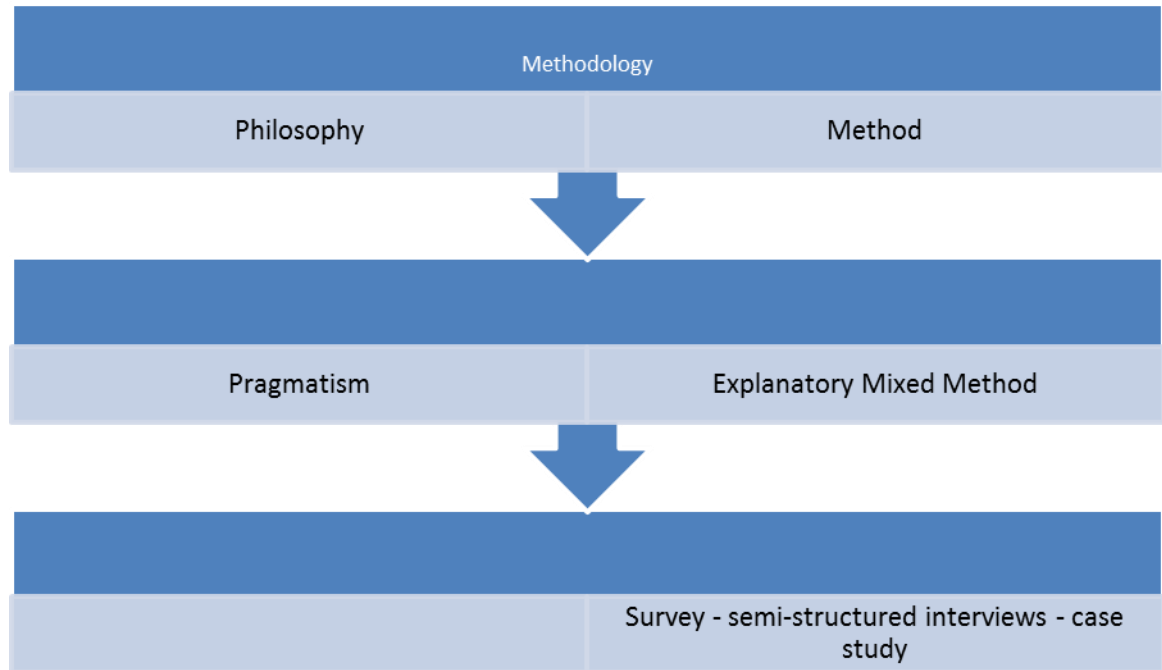 Methodology
Philosophy
Method
Pragmatism
Explanatory Mixed Method
Survey - semi-structured interviews - case
study